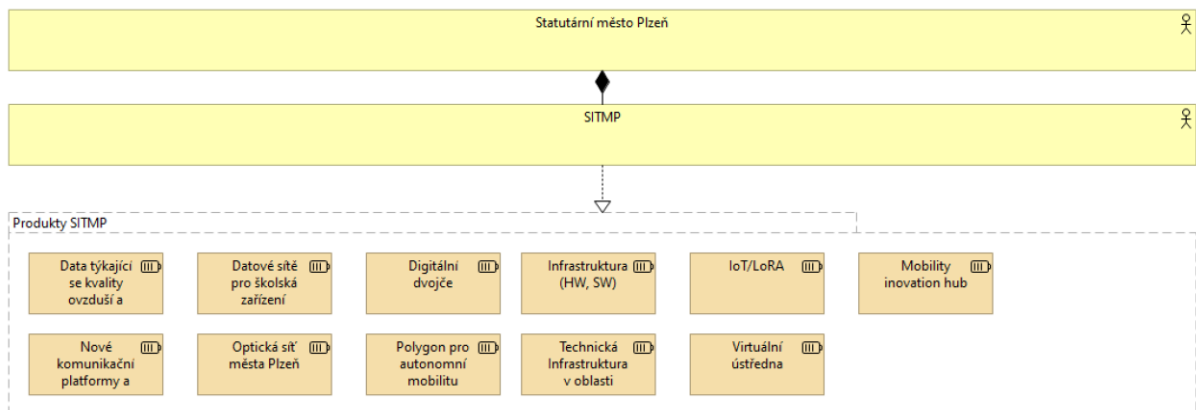 Statutární město Plzeň
SITMP
Produkty SITMP
Data týkající
se kvality
ovzduší a
Datové sítě
pro školská
zařízení
Digitální
dvojče
Infrastruktura
(HW, SW)
IoT/LoRA
Mobility
inovation hub
Nové
komunikační
platformy a
Optická síť
města Plzeň
Polygon pro
autonomní
mobilitu
Technická
Infrastruktura
v oblasti
Virtuální
ústředna